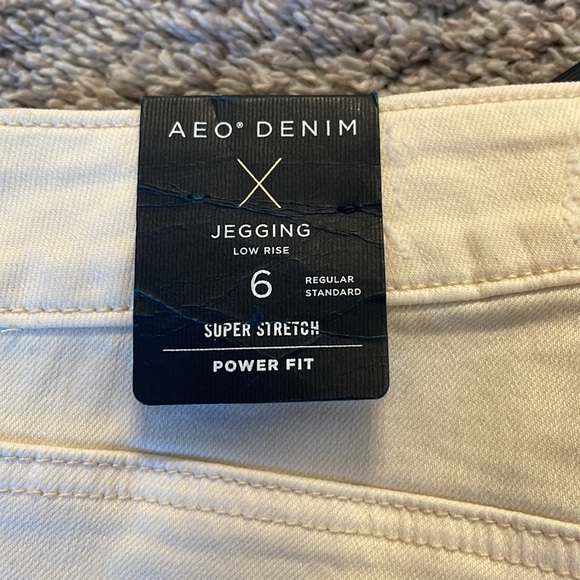 AEO® DENIM
JEGGING
LOW RISE
6 REGULAR
STANDARD
SUPER STRETCH
POWER FIT